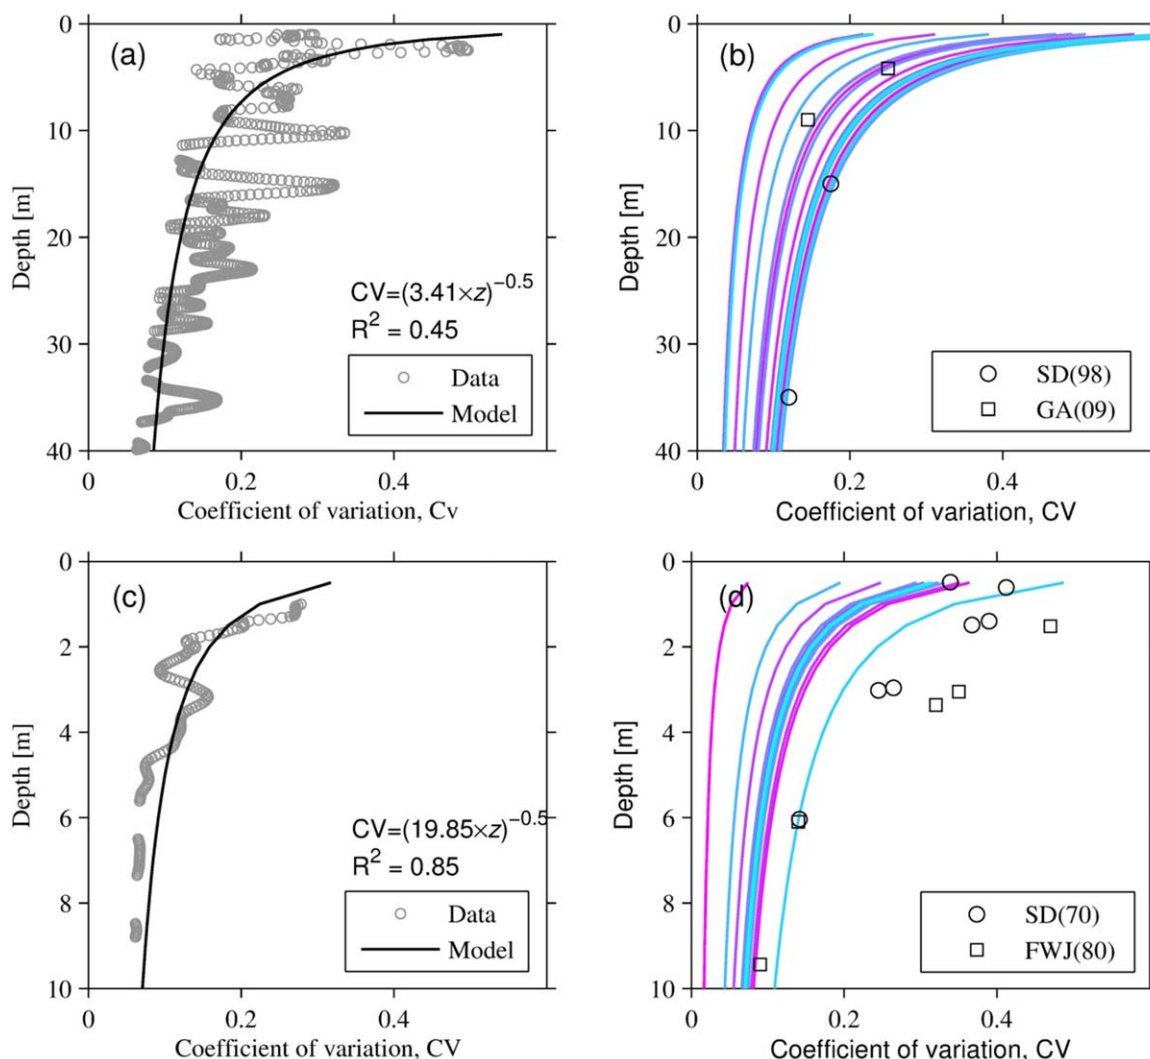 (a)
0
10
20
30
40
Depth [m]
CV=(3.41×z)^−0.5
R^2 = 0.45
Data
Model
0
0.2
0.4
Coefficient of variation, Cv
(b)
0
10
20
30
40
Depth [m]
SD(98)
GA(09)
0
0.2
0.4
Coefficient of variation, CV
(c)
0
2
4
6
8
10
Depth [m]
CV=(19.85×z)^−0.5
R^2 = 0.85
Data
Model
0
0.2
0.4
Coefficient of variation, CV
(d)
0
2
4
6
8
10
Depth [m]
SD(70)
FWJ(80)
0
0.2
0.4
Coefficient of variation, CV